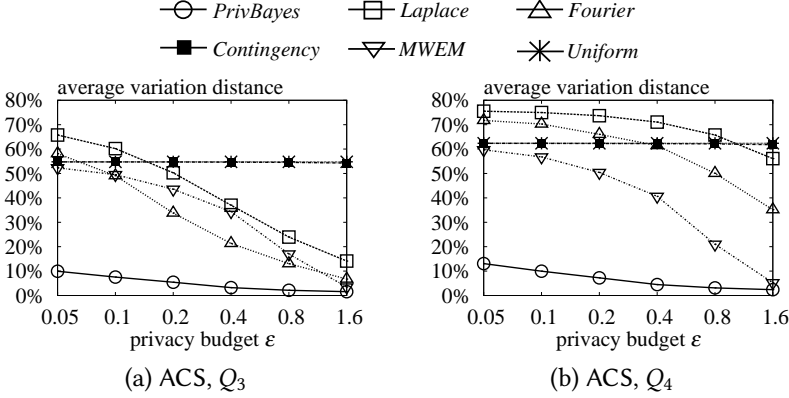 PrivBayes Laplace Fourier
Contingency MWEM Uniform
average variation distance
80%
70%
60%
50%
40%
30%
20%
10%
0%
0.05 0.1 0.2 0.4 0.8 1.6
privacy budget ε
(a) ACS, Q3
average variation distance
80%
70%
60%
50%
40%
30%
20%
10%
0%
0.05 0.1 0.2 0.4 0.8 1.6
privacy budget ε
(b) ACS, Q4